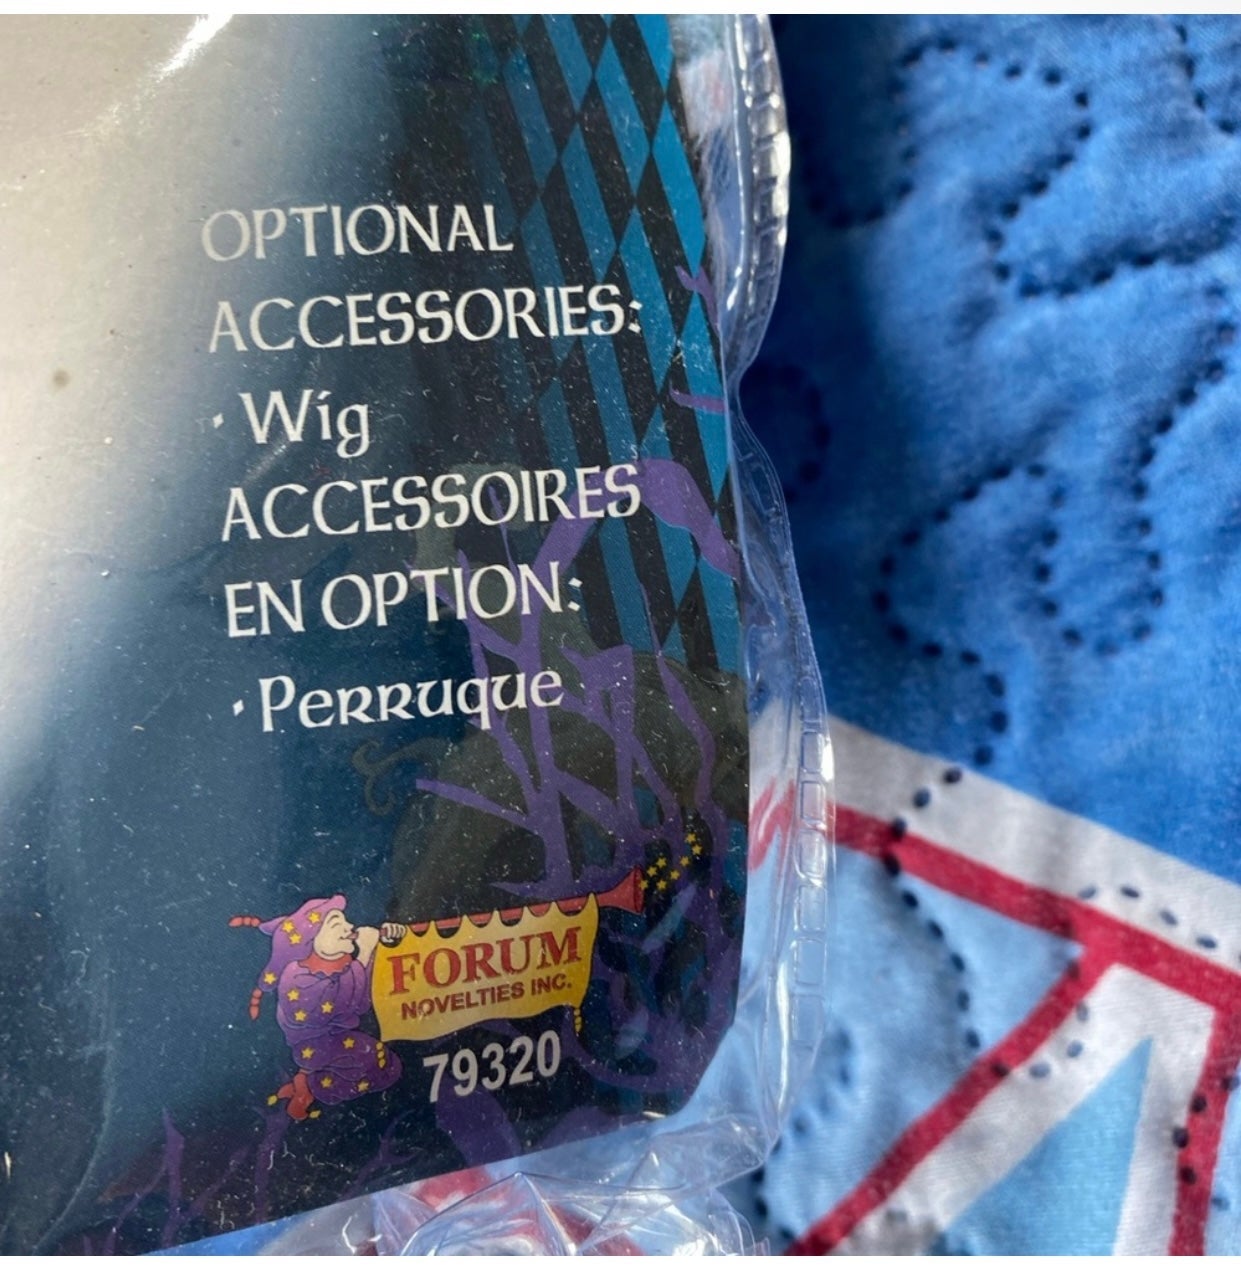 OPTIONAL
ACCESSORIES:
· Wig
ACCESSOIRES
EN OPTION:
· Perruque
FORUM
NOVELTIES INC.
79320